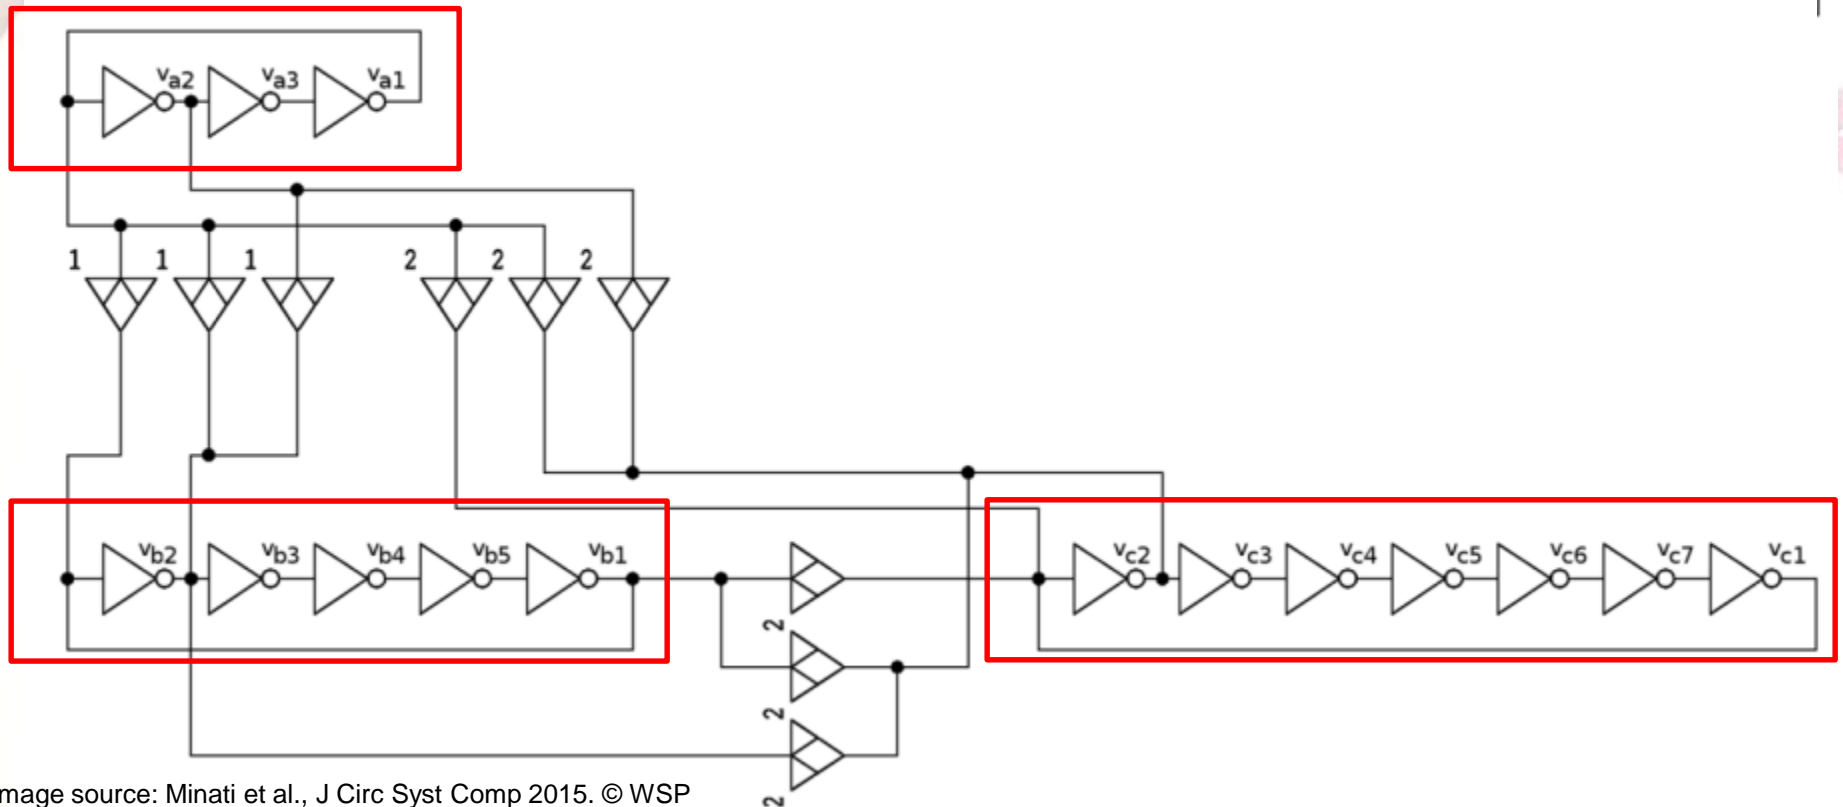 va2 va3 va1
1 1 1 2 2 2
vb2 vb3 vb4 vb5 vb1
vc2 vc3 vc4 vc5 vc6 vc7 vc1
2
2
2
mage source: Minati et al., J Circ Syst Comp 2015. © WSP